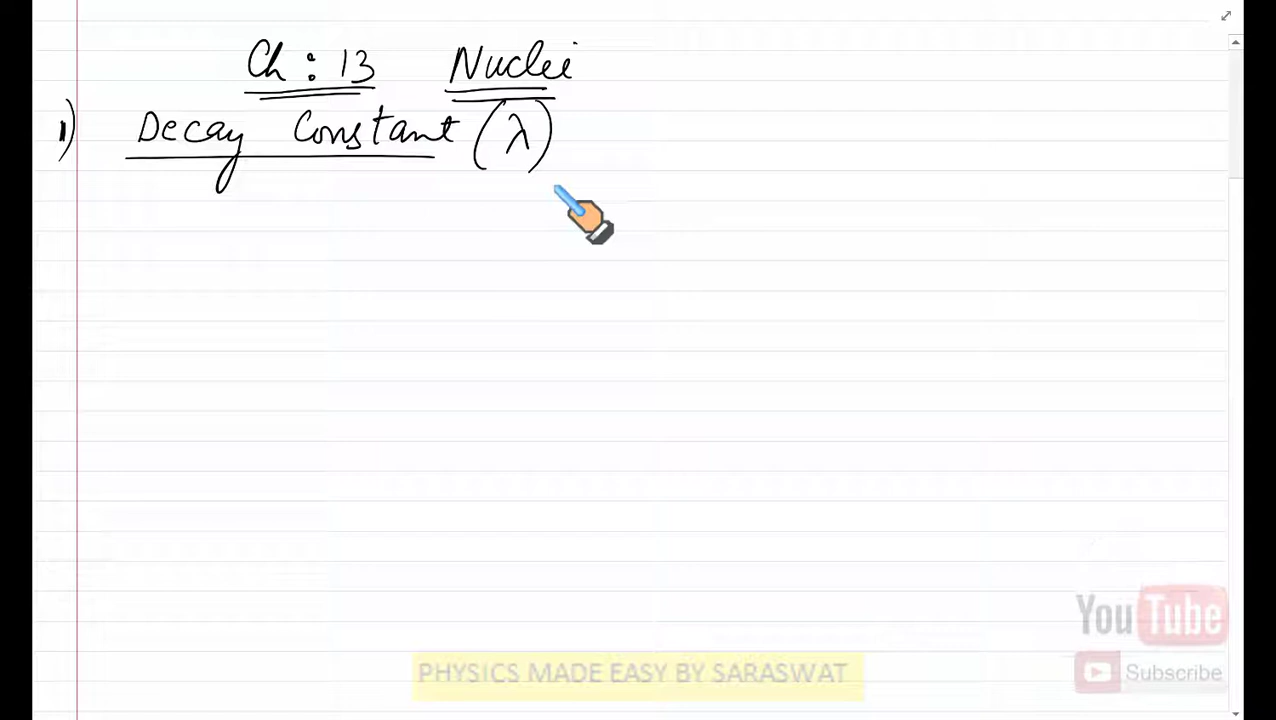 Ch : 13 Nuclei
1) Decay Constant (λ)
YouTube
Subscribe
PHYSICS MADE EASY BY SARASWAT